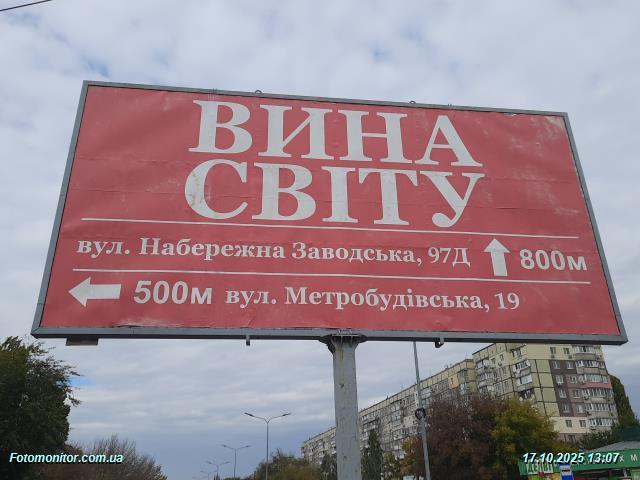 ВИНА
СВІТУ
вул. Набережна Заводська, 97Д 800м
500м вул. Метробудівська, 19
Fotomonitor.com.ua
17.10.2025 13:07